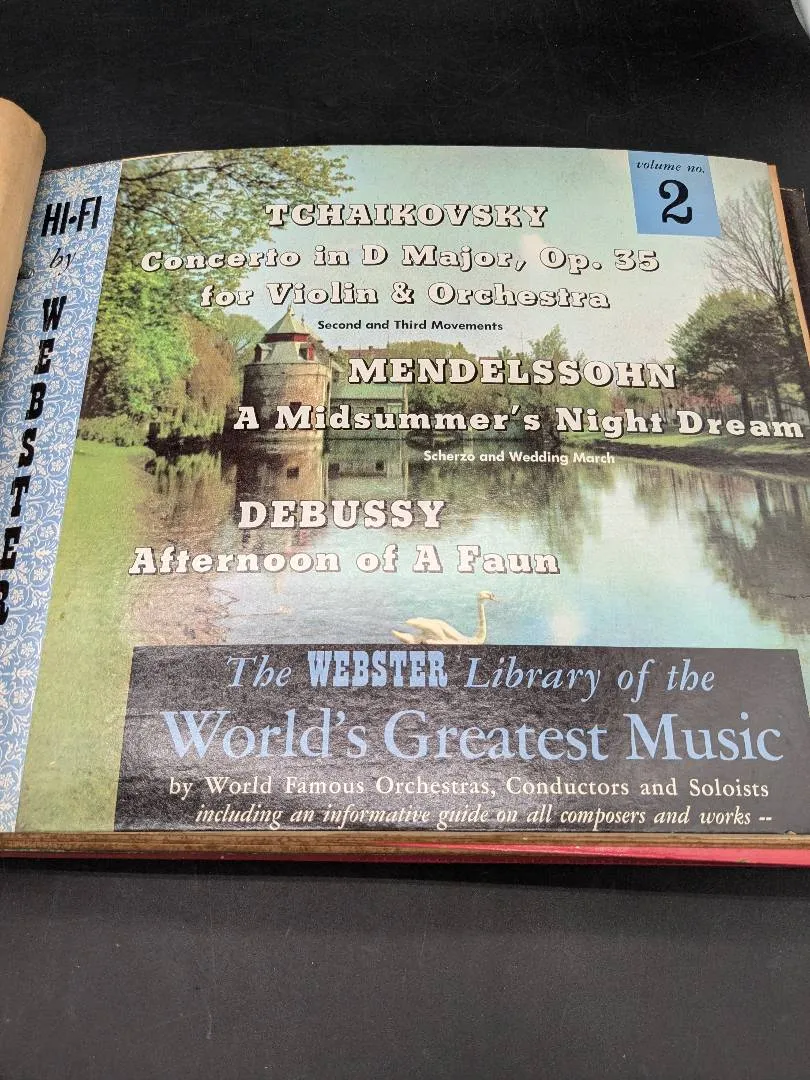 HI-FI
by
WEBSTER
volume no.
2
TCHAIKOVSKY
Concerto in D Major, Op. 35
for Violin & Orchestra
Second and Third Movements
MENDELSSOHN
A Midsummer's Night Dream
Scherzo and Wedding March
DEBUSSY
Afternoon of A Faun
The WEBSTER Library of the
World's Greatest Music
by World Famous Orchestras, Conductors and Soloists
including an informative guide on all composers and works --